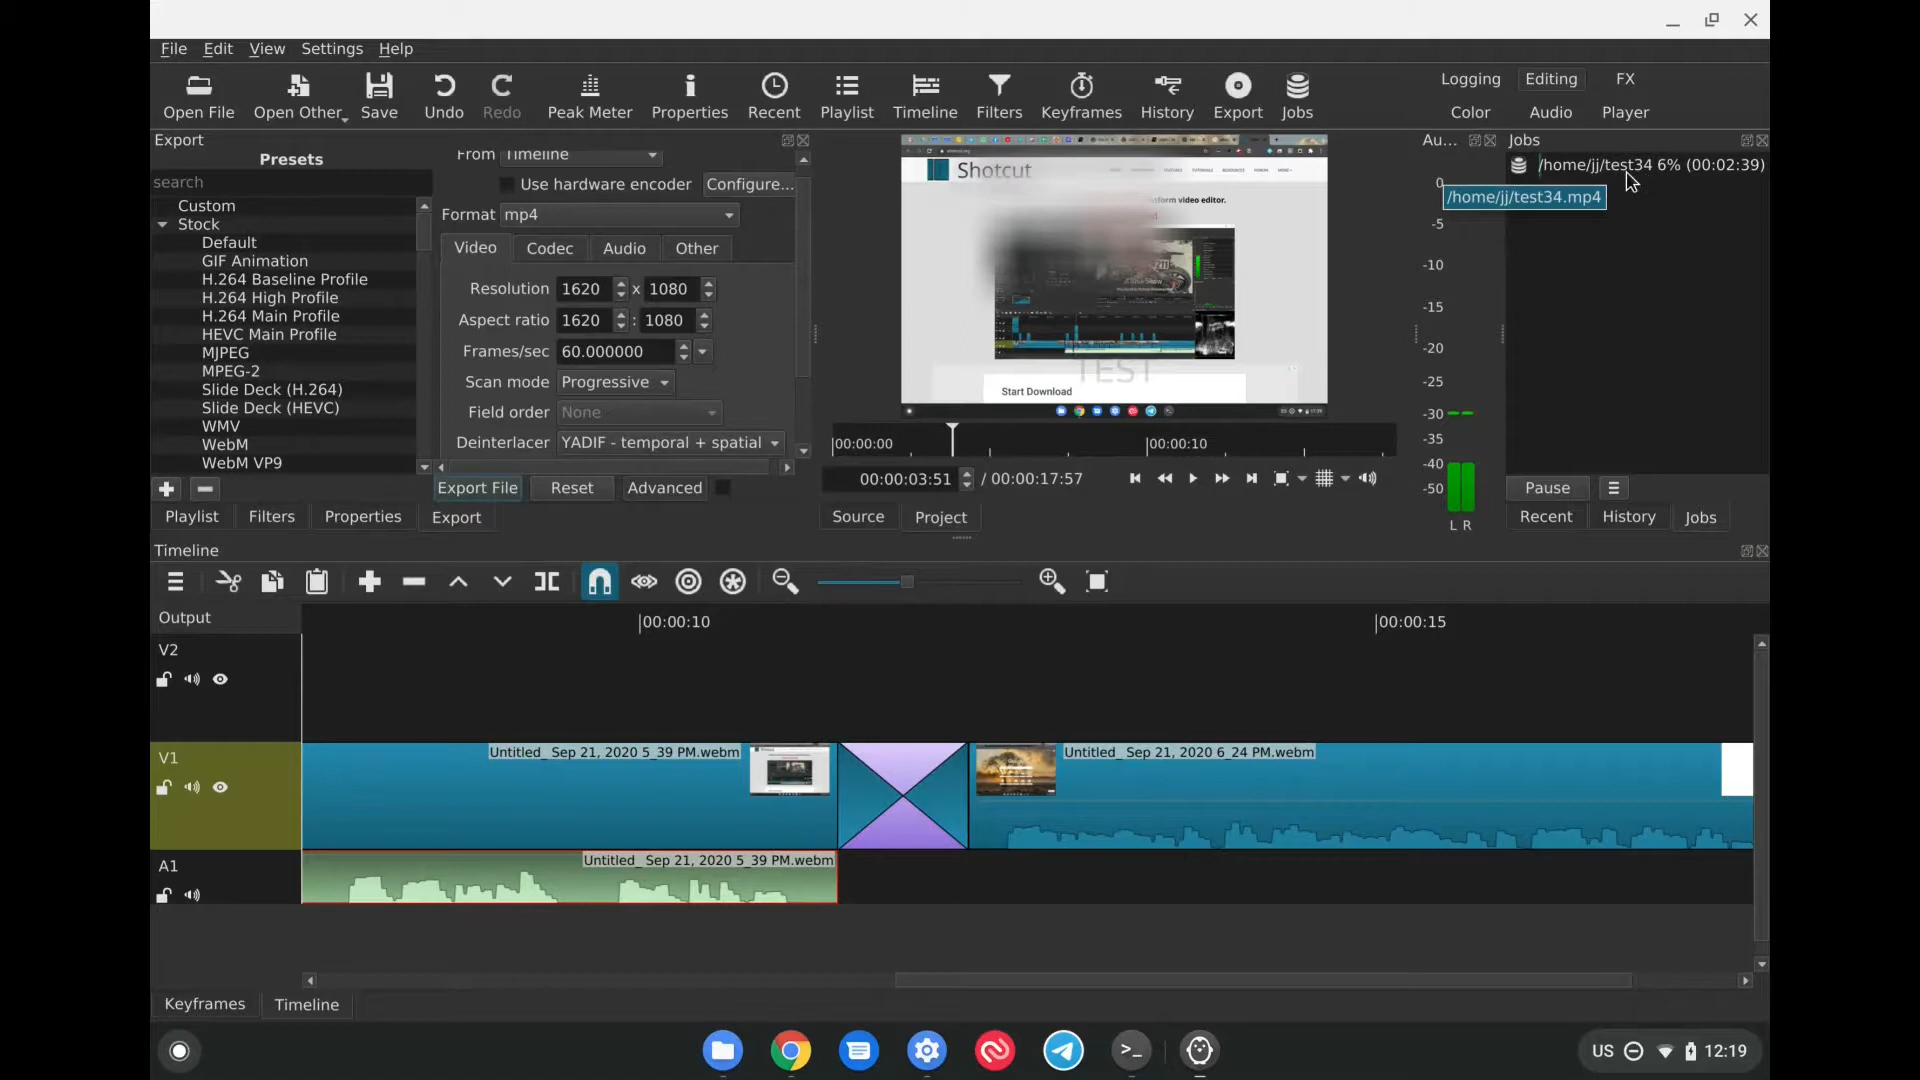 File Edit View Settings Help
Open File Open Other Save Undo Redo Peak Meter Properties Recent Playlist Timeline Filters Keyframes History Export Jobs
Logging Editing FX
Color Audio Player
Export
Presets
search
Custom
Stock
Default
GIF Animation
H.264 Baseline Profile
H.264 High Profile
H.264 Main Profile
HEVC Main Profile
MJPEG
MPEG-2
Slide Deck (H.264)
Slide Deck (HEVC)
WMV
WebM
WebM VP9
From Timeline
Use hardware encoder Configure...
Format mp4
Video Codec Audio Other
Resolution 1620 x 1080
Aspect ratio 1620 : 1080
Frames/sec 60.000000
Scan mode Progressive
Field order None
Deinterlacer YADIF - temporal + spatial
Export File Reset Advanced
Playlist Filters Properties Export
Shotcut
video editor.
TEST
Start Download
00:00:00 00:00:10
00:00:03:51 / 00:00:17:57
Source Project
Au...
0
-5
-10
-15
-20
-25
-30
-35
-40
-50
L R
Jobs
/home/jj/test34 6% (00:02:39)
/home/jj/test34.mp4
Pause
Recent History Jobs
Timeline
Output
00:00:10 00:00:15
V2
V1
Untitled_ Sep 21, 2020 5_39 PM.webm
Untitled_ Sep 21, 2020 6_24 PM.webm
A1
Untitled_ Sep 21, 2020 5_39 PM.webm
Keyframes Timeline
US 12:19